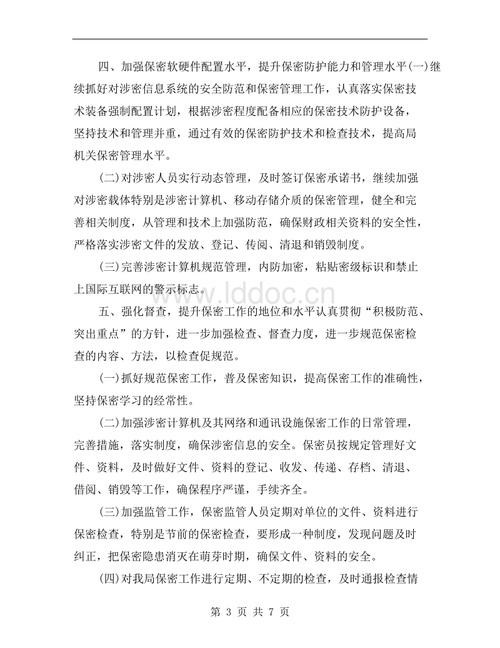 四、加强保密软硬件配置水平，提升保密防护能力和管理水平(一)继
续抓好对涉密信息系统的安全防范和保密管理工作，认真落实保密技
术装备强制配置计划，根据涉密程度配备相应的保密技术防护设备，
坚持技术和管理并重，通过有效的保密防护技术和检查技术，提高局
机关保密管理水平。
(二)对涉密人员实行动态管理，及时签订保密承诺书，继续加强
对涉密载体特别是涉密计算机、移动存储介质的保密管理，健全和完
善相关制度，从管理和技术上加强防范，确保财政相关资料的安全性，
严格落实涉密文件的发放、登记、传阅、清退和销毁制度。
(三)完善涉密计算机规范管理，内防加密，粘贴密级标识和禁止
上国际互联网的警示标志。
www.lddoc.cn
五、强化督查，提升保密工作的地位和水平认真贯彻“积极防范、
突出重点”的方针，进一步加强检查、督查力度，进一步规范保密检
查的内容、方法，以检查促规范。
(一)抓好规范保密工作，普及保密知识，提高保密工作的准确性，
坚持保密学习的经常性。
(二)加强涉密计算机及其网络和通讯设施保密工作的日常管理，
完善措施，落实制度，确保涉密信息的安全。保密员按规定管理好文
件、资料，及时做好文件、资料的登记、收发、传递、存档、清退、
借阅、销毁等工作，确保程序严谨，手续齐全。
(三)加强监管工作，保密监管人员定期对单位的文件、资料进行
保密检查，特别是节前的保密检查，要形成一种制度，发现问题及时
纠正，把保密隐患消灭在萌芽时期，确保文件、资料的安全。
(四)对我局保密工作进行定期、不定期的检查，及时通报检查情
第 3 页 共 7 页